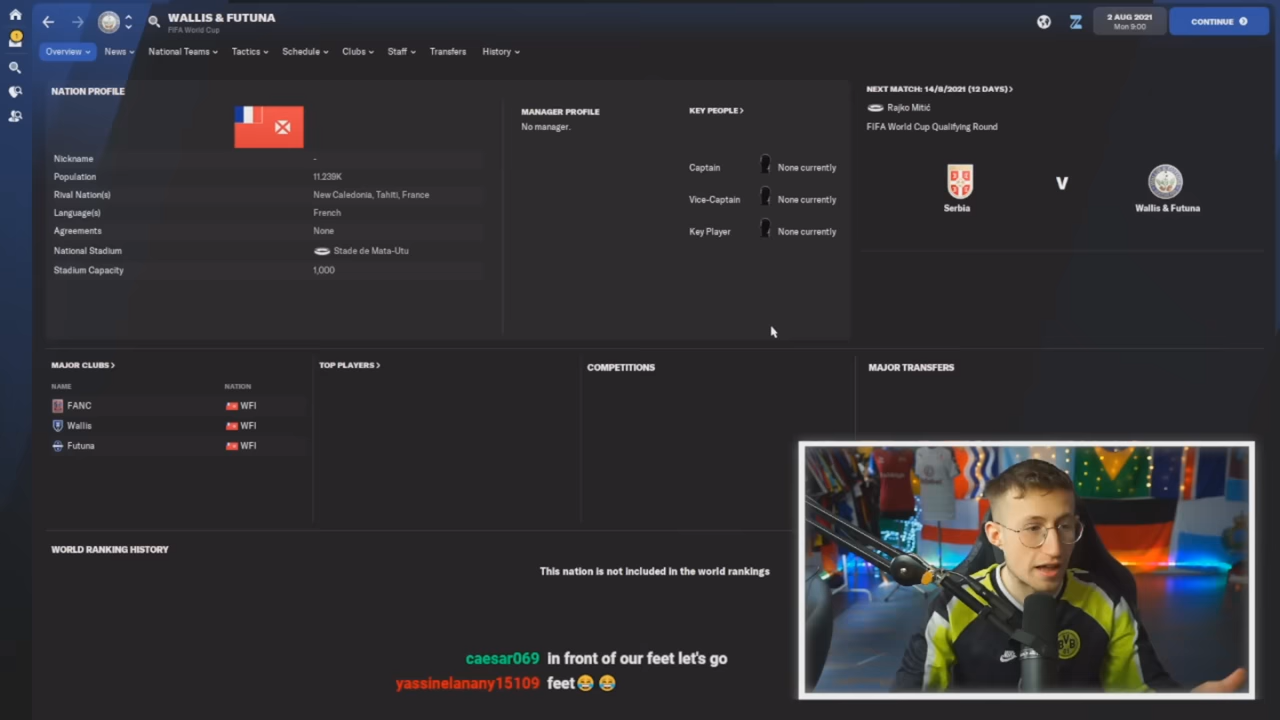 WALLIS & FUTUNA
FIFA World Cup
2 AUG 2021
Mon 9:00
CONTINUE
1
Overview
News
National Teams
Tactics
Schedule
Clubs
Staff
Transfers
History
NATION PROFILE
Nickname -
Population 11.239K
Rival Nation(s) New Caledonia, Tahiti, France
Language(s) French
Agreements None
National Stadium Stade de Mata-Utu
Stadium Capacity 1,000
MANAGER PROFILE
No manager.
KEY PEOPLE >
Captain None currently
Vice-Captain None currently
Key Player None currently
NEXT MATCH: 14/8/2021 (12 DAYS) >
Rajko Mitić
FIFA World Cup Qualifying Round
V
Serbia
Wallis & Futuna
MAJOR CLUBS >
NAME NATION
FANC WFI
Wallis WFI
Futuna WFI
TOP PLAYERS >
COMPETITIONS
MAJOR TRANSFERS
WORLD RANKING HISTORY
This nation is not included in the world rankings
caesar069 in front of our feet let's go
yassinelanany15109 feet😂 😂
BVB